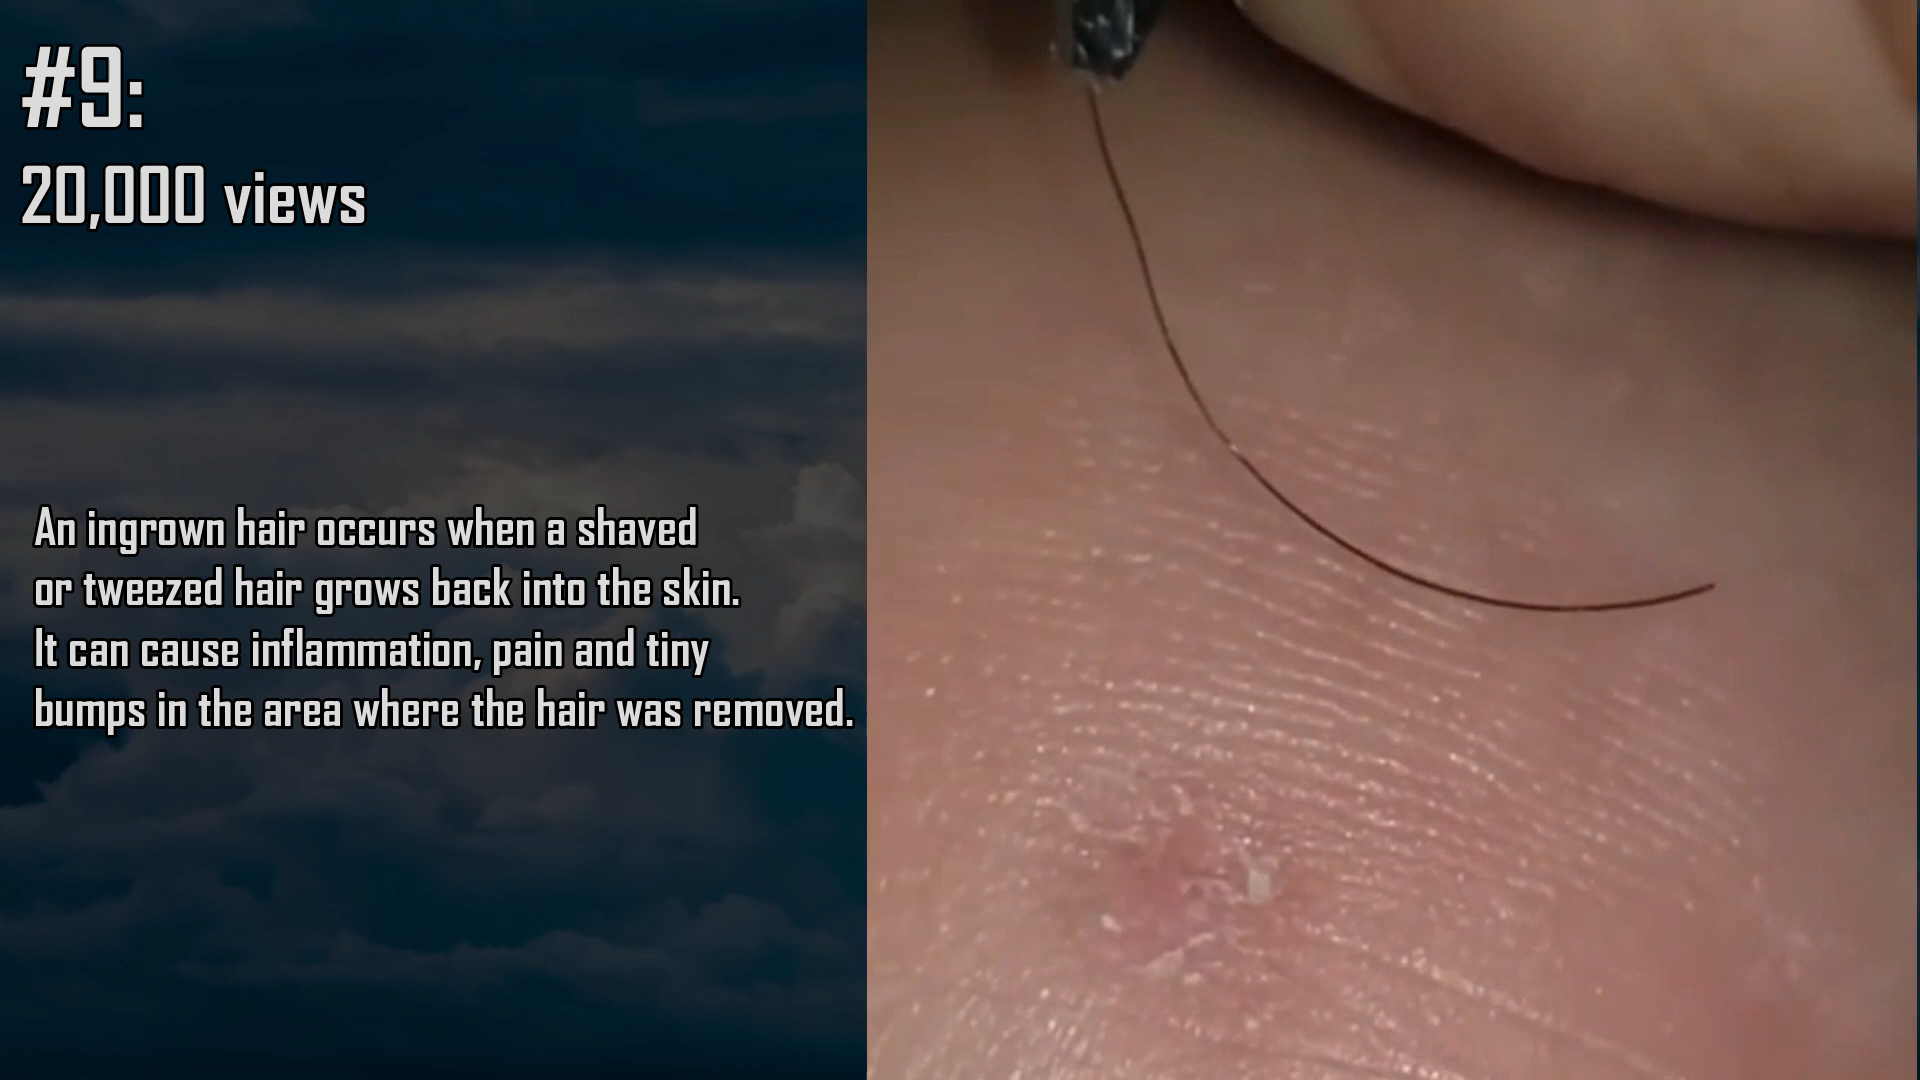 #9:
20,000 views
An ingrown hair occurs when a shaved
or tweezed hair grows back into the skin.
It can cause inflammation, pain and tiny
bumps in the area where the hair was removed.